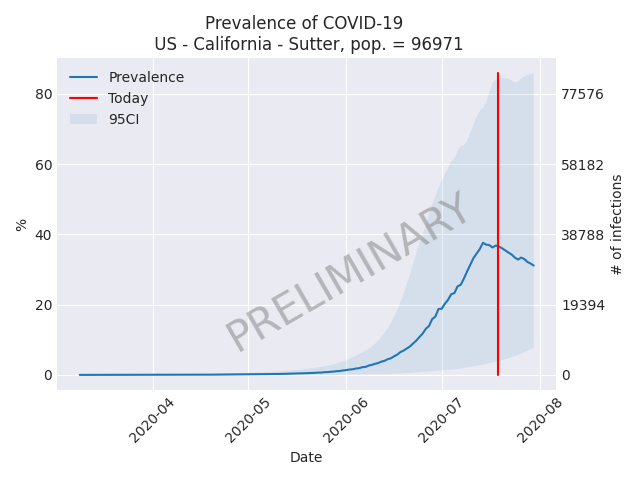 Prevalence of COVID-19
US - California - Sutter, pop. = 96971
Prevalence
Today
95CI
80
60
40
20
0
77576
58182
38788
19394
0
%
# of infections
PRELIMINARY
2020-04
2020-05
2020-06
2020-07
2020-08
Date